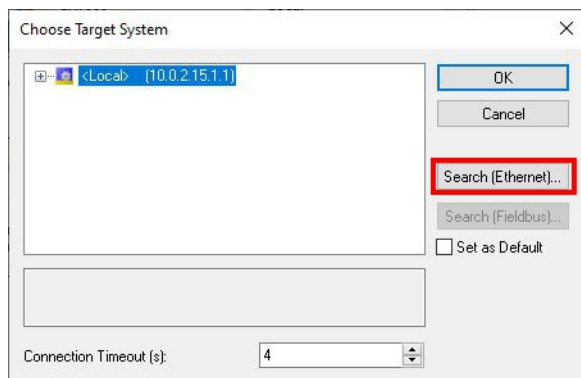 Choose Target System
<Local> (10.0.2.15.1.1)
OK
Cancel
Search (Ethernet)...
Search (Fieldbus)...
Set as Default
Connection Timeout (s):
4